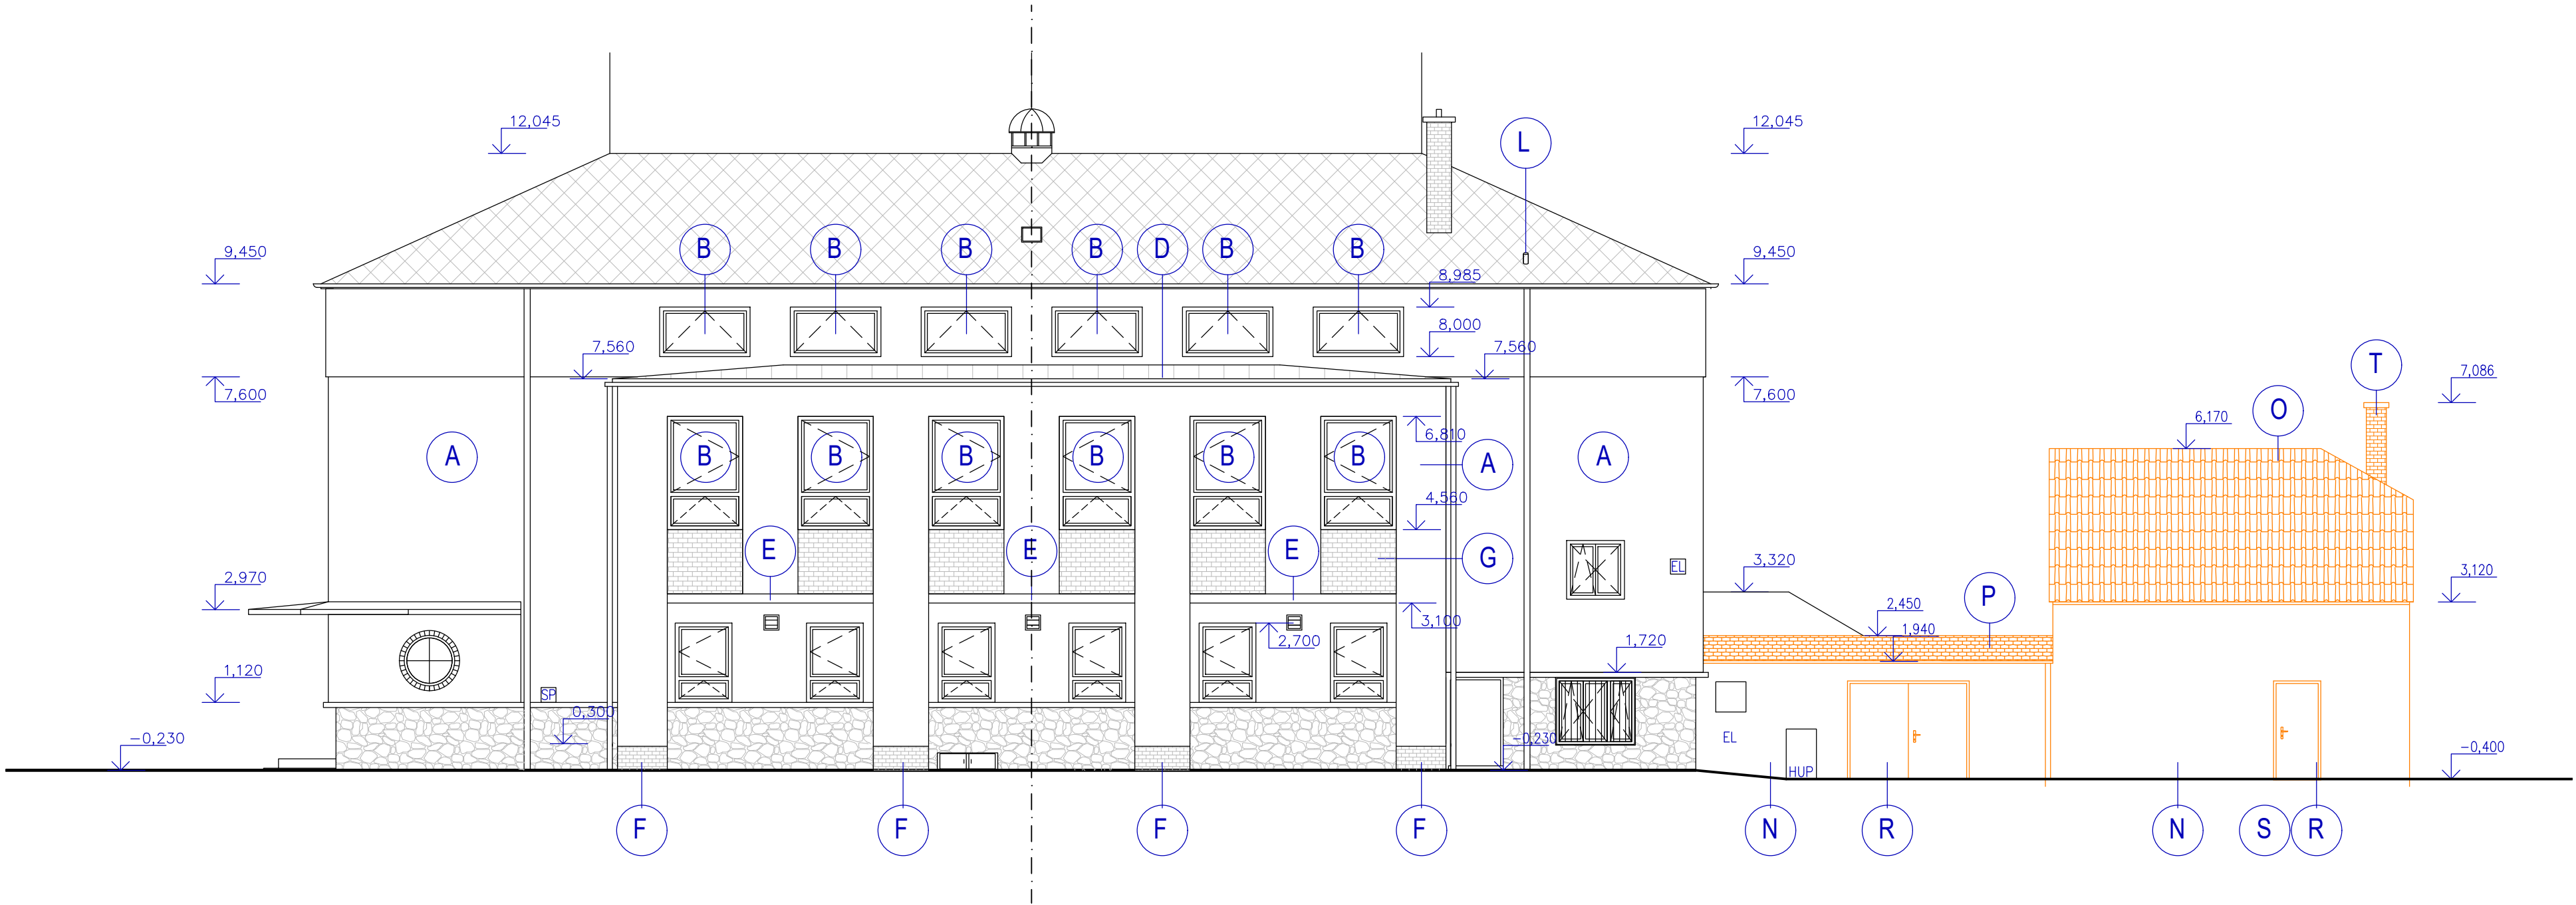 12,045
12,045
L
9,450
B
B
B
B
D
B
B
9,450
8,985
8,000
7,560
7,560
7,600
7,600
T
7,086
O
6,170
A
B
B
B
B
B
B
6,810
A
A
4,560
E
E
E
G
EL
3,320
2,970
3,120
P
2,450
3,100
1,940
2,700
1,720
1,120
SP
0,300
-0,230
-0,230
EL
HUP
-0,400
F
F
F
F
N
R
N
S
R